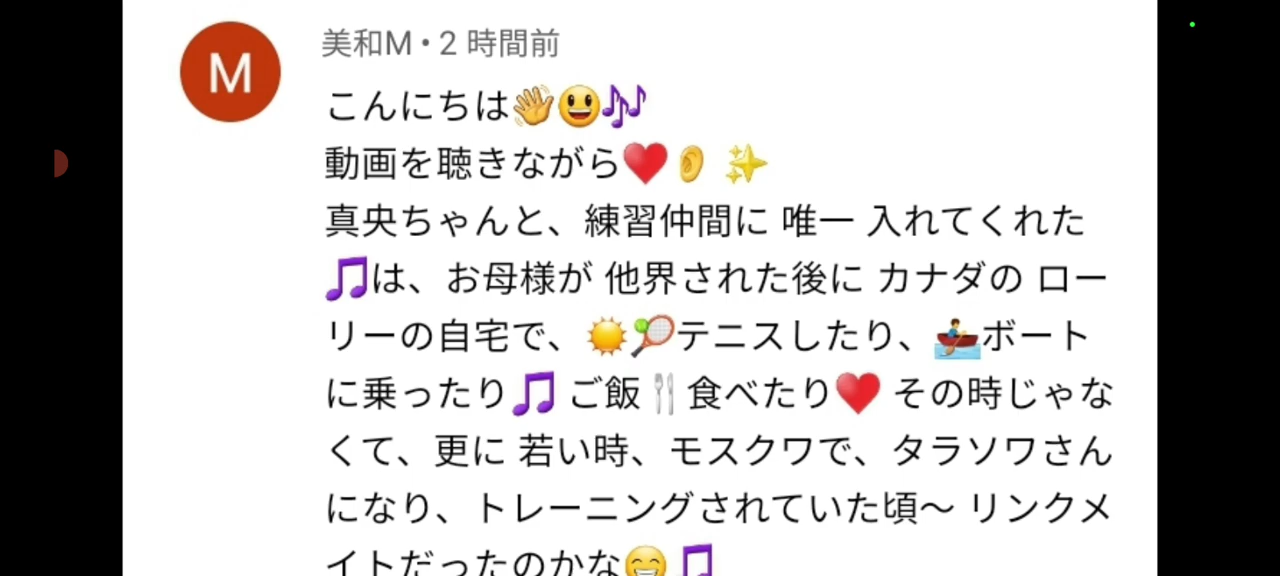 M
美和M • 2 時間前
こんにちは👋😃🎶
動画を聴きながら♥️👂 ✨
真央ちゃんと、練習仲間に 唯一 入れてくれた
🎵は、お母様が 他界された後に カナダの ロー
リーの自宅で、☀️🎾テニスしたり、🚣ボート
に乗ったり🎵 ご飯🍴食べたり♥️ その時じゃな
くて、更に 若い時、モスクワで、タラソワさん
になり、トレーニングされていた頃〜 リンクメ
イトだったのかな😁🎵